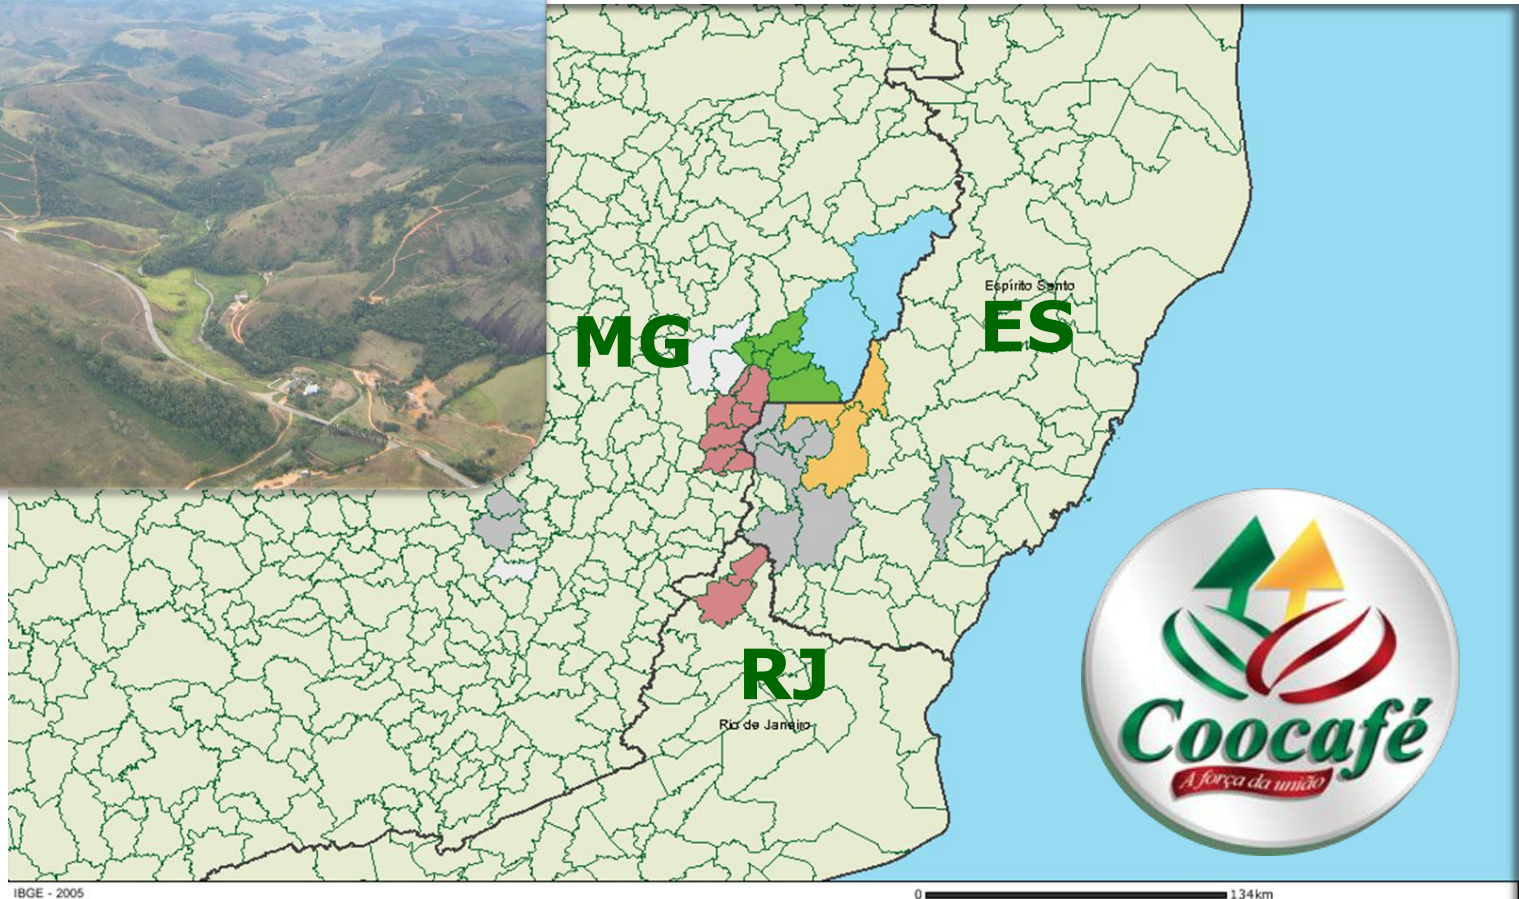 Espírito Santo
ES
MG
RJ
Rio de Janeiro
Coocafé
A força da união
IBGE - 2005
0
134km